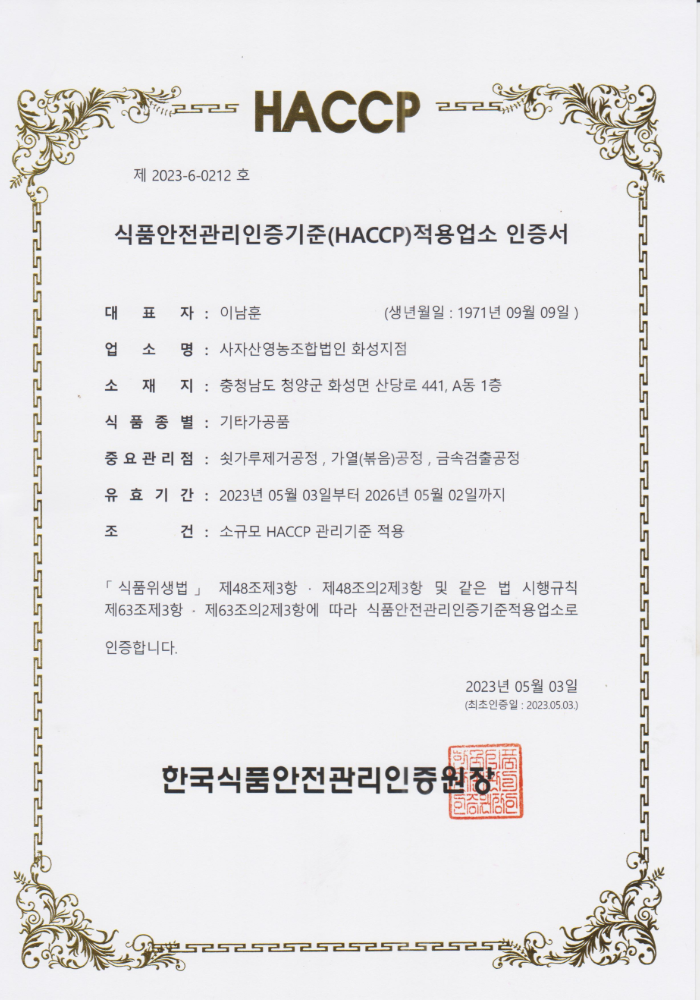 HACCP
제 2023-6-0212 호
식품안전관리인증기준(HACCP)적용업소 인증서
대 표 자 : 이남훈 (생년월일 : 1971년 09월 09일 )
업 소 명 : 사자산영농조합법인 화성지점
소 재 지 : 충청남도 청양군 화성면 산당로 441, A동 1층
식 품 종 별 : 기타가공품
중 요 관 리 점 : 쇳가루제거공정 , 가열(볶음)공정 , 금속검출공정
유 효 기 간 : 2023년 05월 03일부터 2026년 05월 02일까지
조 건 : 소규모 HACCP 관리기준 적용
「 식품위생법 」 제48조제3항 · 제48조의2제3항 및 같은 법 시행규칙
제63조제3항 · 제63조의2제3항에 따라 식품안전관리인증기준적용업소로
인증합니다.
2023년 05월 03일
(최초인증일 : 2023.05.03.)
한국식품안전관리인증원장